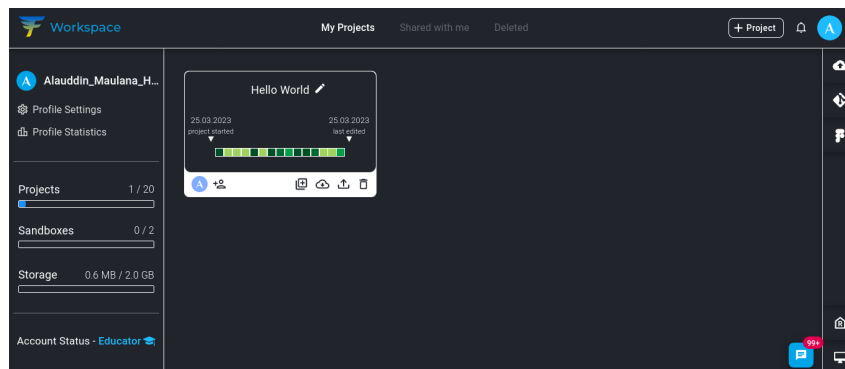 Workspace
My Projects Shared with me Deleted
+ Project
A
A Alauddin_Maulana_H...
Profile Settings
Profile Statistics
Projects 1 / 20
Sandboxes 0 / 2
Storage 0.6 MB / 2.0 GB
Account Status - Educator
Hello World
25.03.2023 25.03.2023
project started last edited
A
R
99+